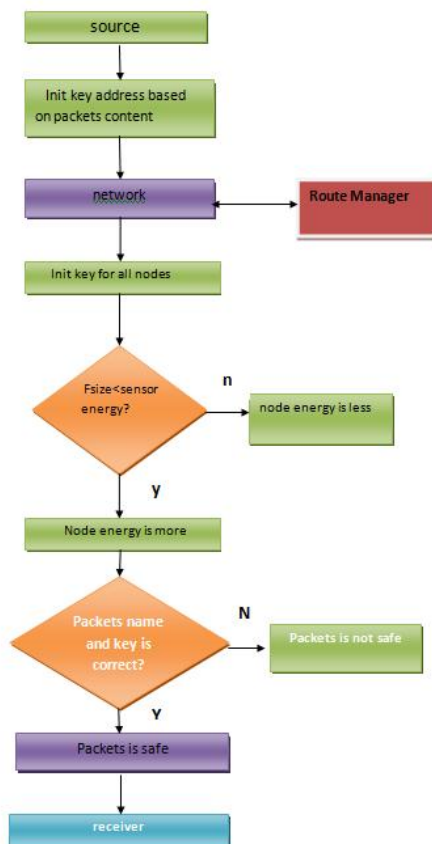 source
Init key address based
on packets content
network
Route Manager
Init key for all nodes
Fsize<sensor
energy?
n
node energy is less
y
Node energy is more
Packets name
and key is
correct?
N
Packets is not safe
Y
Packets is safe
receiver